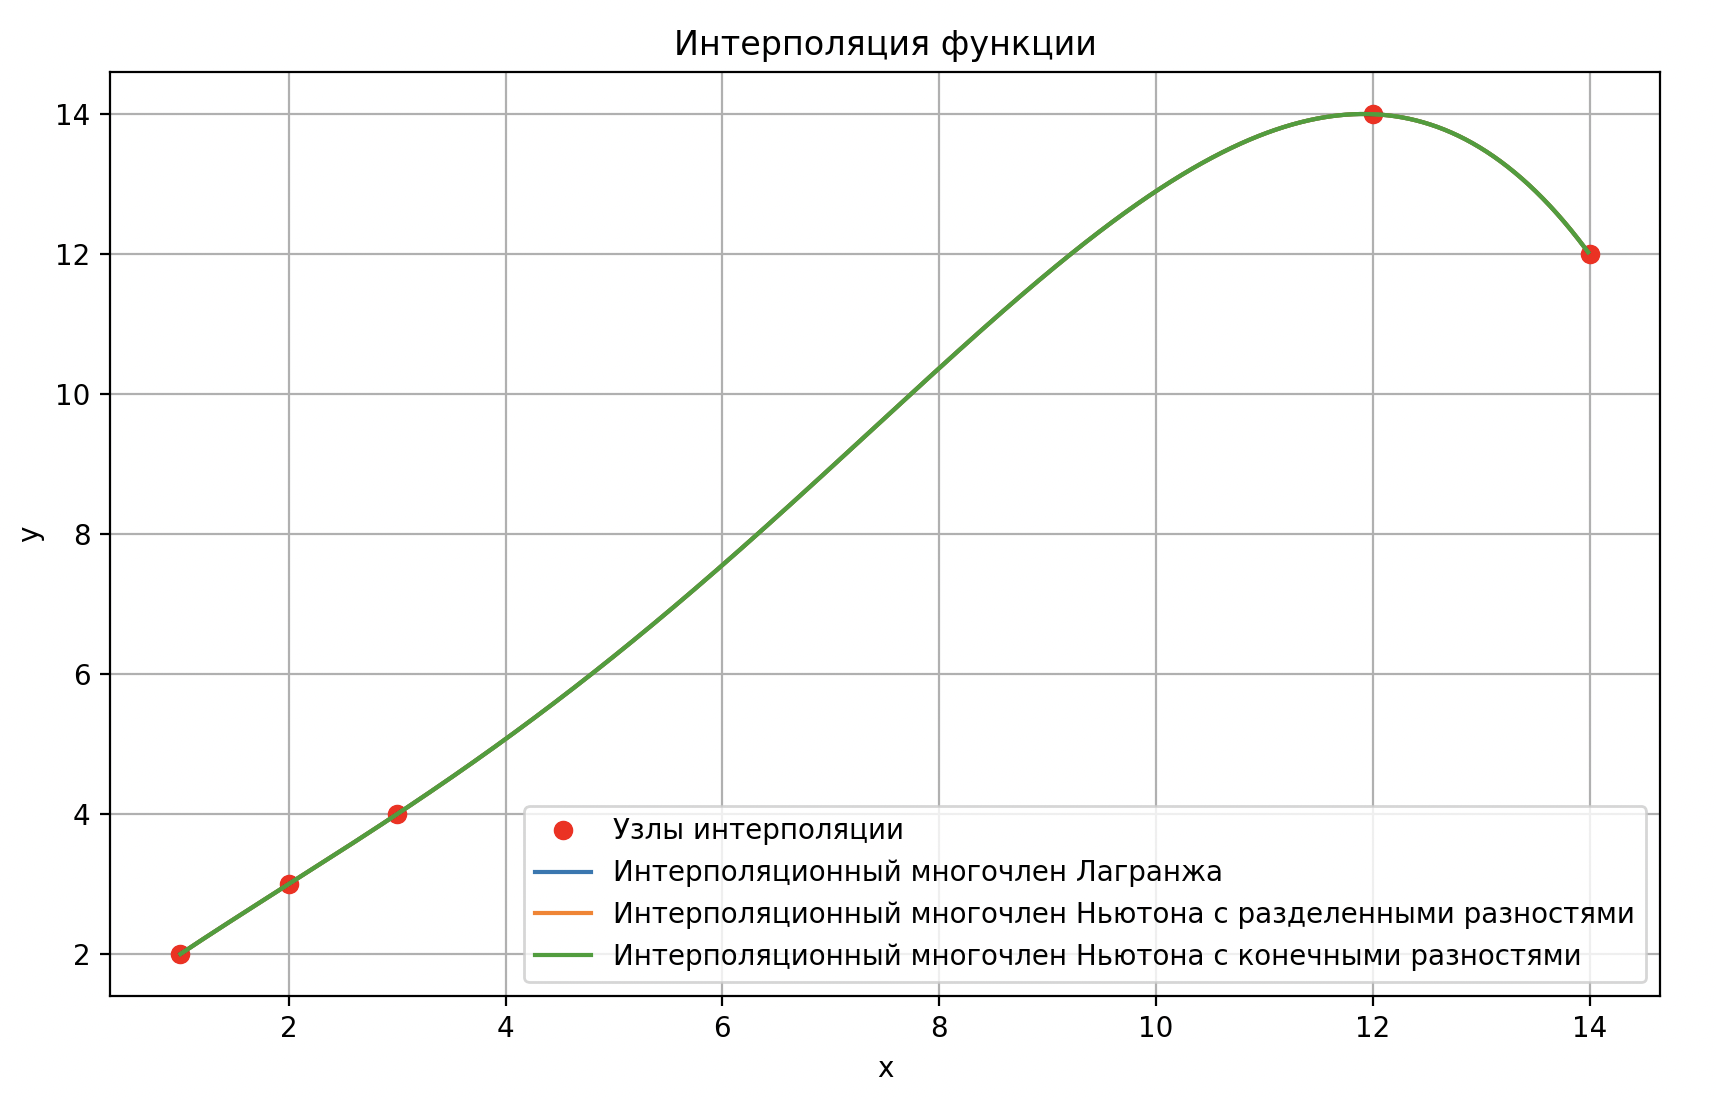 Интерполяция функции
14
12
10
8
6
4
2
y
Узлы интерполяции
Интерполяционный многочлен Лагранжа
Интерполяционный многочлен Ньютона с разделенными разностями
Интерполяционный многочлен Ньютона с конечными разностями
2 4 6 8 10 12 14
x